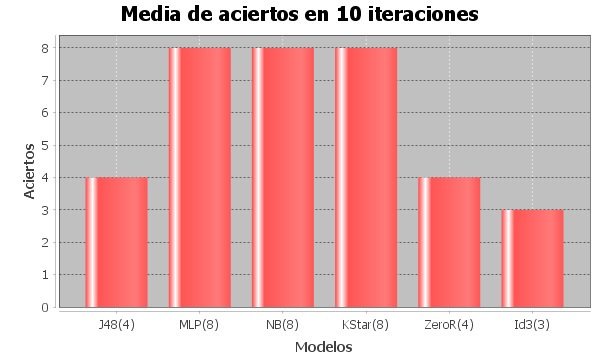 Media de aciertos en 10 iteraciones
Aciertos
8
7
6
5
4
3
2
1
0
J48(4) MLP(8) NB(8) KStar(8) ZeroR(4) Id3(3)
Modelos